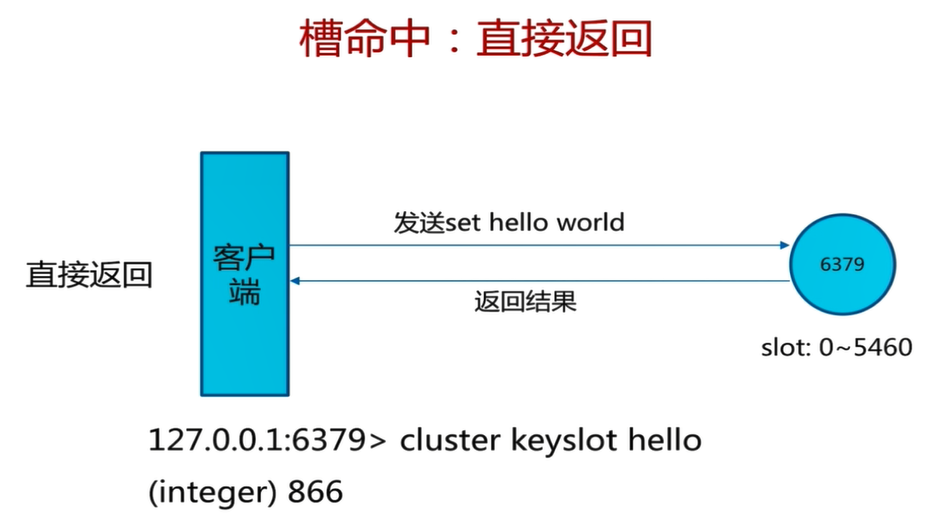 槽命中：直接返回
发送set hello world
客户
端
6379
直接返回
返回结果
slot: 0~5460
127.0.0.1:6379> cluster keyslot hello
(integer) 866